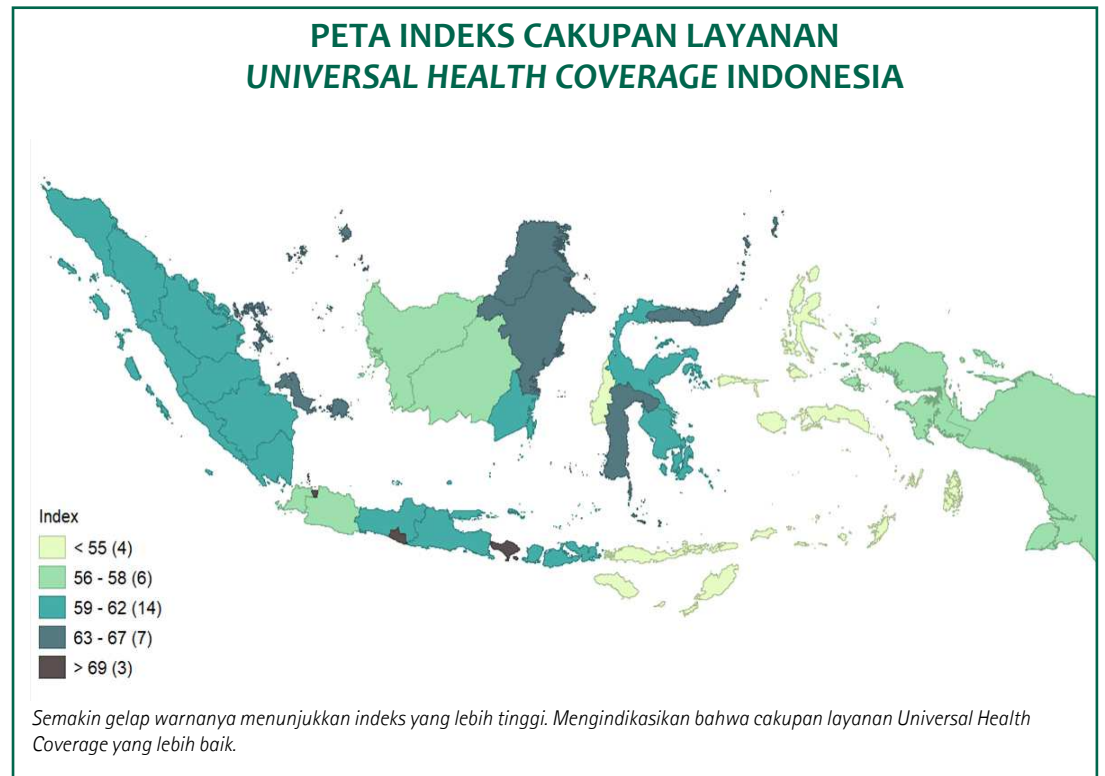 PETA INDEKS CAKUPAN LAYANAN
UNIVERSAL HEALTH COVERAGE INDONESIA
Index
< 55 (4)
56 - 58 (6)
59 - 62 (14)
63 - 67 (7)
> 69 (3)
Semakin gelap warnanya menunjukkan indeks yang lebih tinggi. Mengindikasikan bahwa cakupan layanan Universal Health
Coverage yang lebih baik.